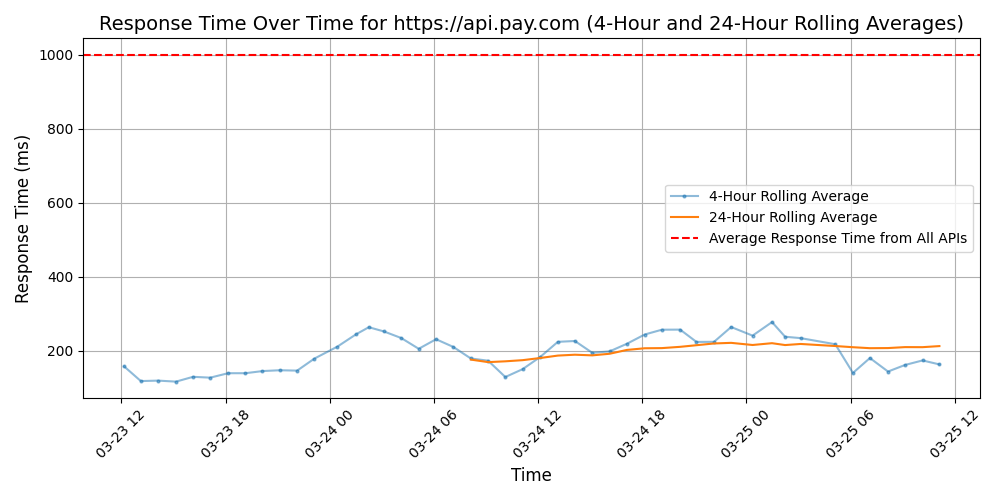 Response Time Over Time for https://api.pay.com (4-Hour and 24-Hour Rolling Averages)
Response Time (ms)
1000
800
600
400
200
4-Hour Rolling Average
24-Hour Rolling Average
Average Response Time from All APIs
03-23 12
03-23 18
03-24 00
03-24 06
03-24 12
03-24 18
03-25 00
03-25 06
03-25 12
Time